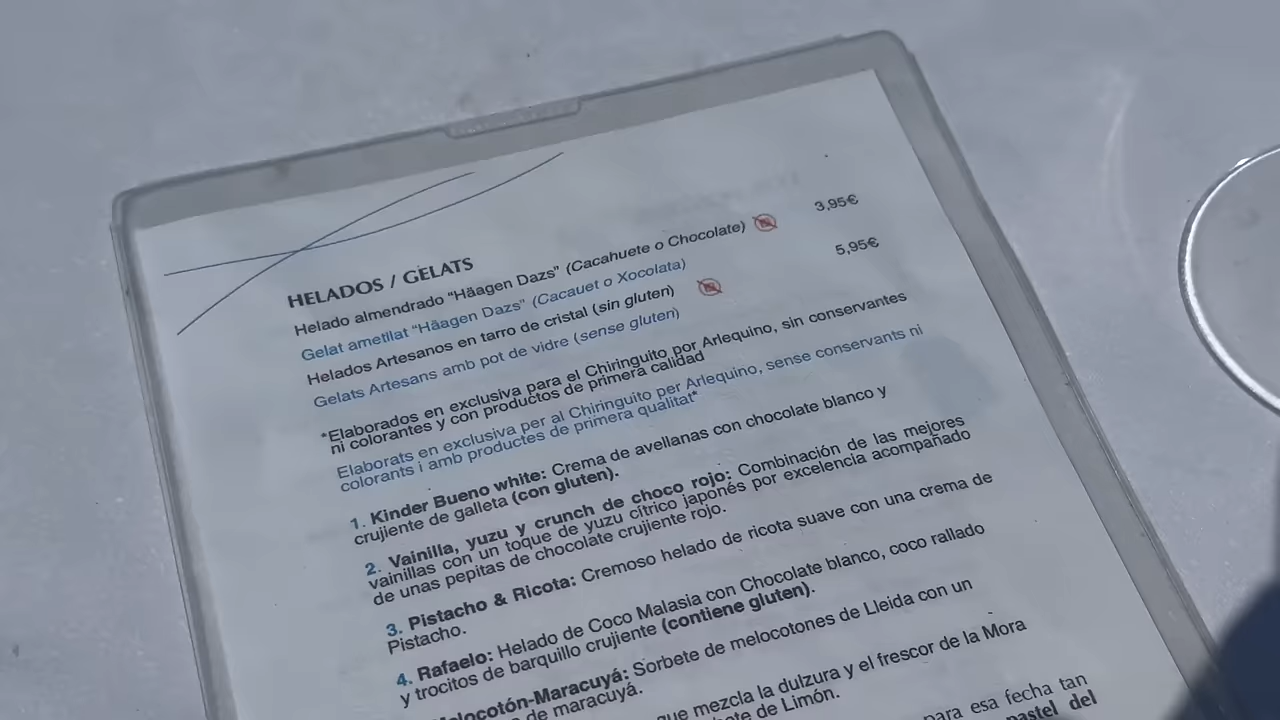 HELADOS / GELATS
Helado almendrado "Häagen Dazs" (Cacahuete o Chocolate) 3,95€
Gelat ametllat "Häagen Dazs" (Cacauet o Xocolata)
Helados Artesanos en tarro de cristal (sin gluten) 5,95€
Gelats Artesans amb pot de vidre (sense gluten)
*Elaborados en exclusiva para el Chiringuito por Arlequino, sin conservantes
ni colorantes y con productos de primera calidad
Elaborats en exclusiva per al Chiringuito per Arlequino, sense conservants ni
colorants i amb productes de primera qualitat*
1. Kinder Bueno white: Crema de avellanas con chocolate blanco y
crujiente de galleta (con gluten).
2. Vainilla, yuzu y crunch de choco rojo: Combinación de las mejores
vainillas con un toque de yuzu cítrico japonés por excelencia acompañado
de unas pepitas de chocolate crujiente rojo.
3. Pistacho & Ricota: Cremoso helado de ricota suave con una crema de
Pistacho.
4. Rafaelo: Helado de Coco Malasia con Chocolate blanco, coco rallado
y trocitos de barquillo crujiente (contiene gluten).
Melocotón-Maracuyá: Sorbete de melocotones de Lleida con un
de maracuyá.
que mezcla la dulzura y el frescor de la Mora
de Limón.
para esa fecha tan
pastel del